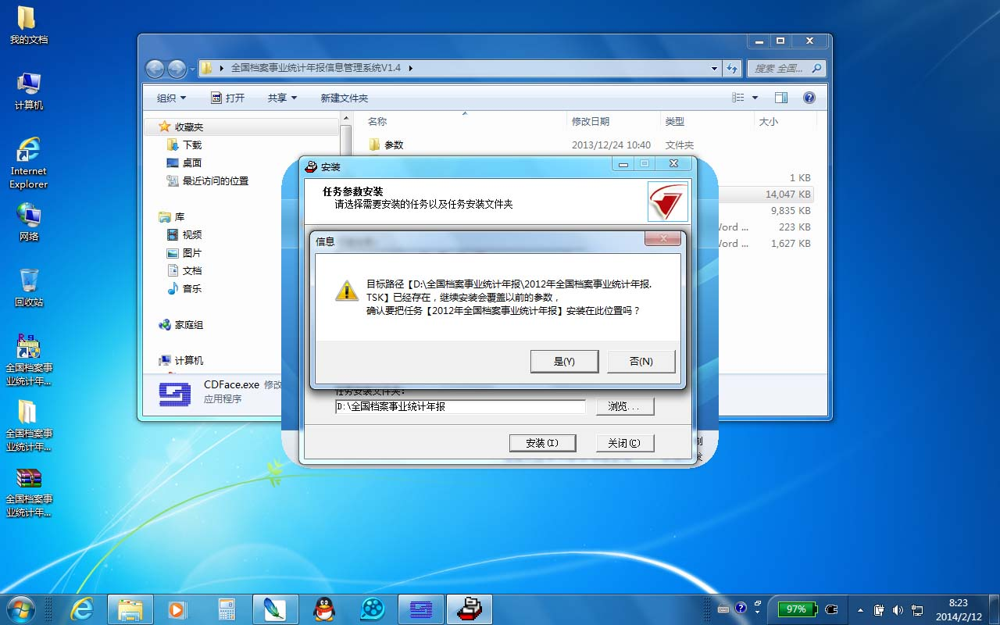 我的文档
计算机
Internet
Explorer
网络
回收站
全国档案事
业统计年...
全国档案事
业统计年...
全国档案事
业统计年...
全国档案事业统计年报信息管理系统V1.4
搜索 全国...
组织
打开
共享
新建文件夹
收藏夹
下载
桌面
最近访问的位置
库
视频
图片
文档
音乐
家庭组
计算机
名称
修改日期
类型
大小
参数
2013/12/24 10:40
文件夹
1 KB
14,047 KB
9,835 KB
Word ...
223 KB
Word ...
1,627 KB
CDFace.exe 修改
应用程序
安装
任务参数安装
请选择需要安装的任务以及任务安装文件夹
信息
目标路径【D:\全国档案事业统计年报\2012年全国档案事业统计年报.
TSK】已经存在，继续安装会覆盖以前的参数，
确认要把任务【2012年全国档案事业统计年报】安装在此位置吗？
是(Y)
否(N)
任务安装文件夹:
D:\全国档案事业统计年报
浏览...
安装(I)
关闭(C)
97%
8:23
2014/2/12